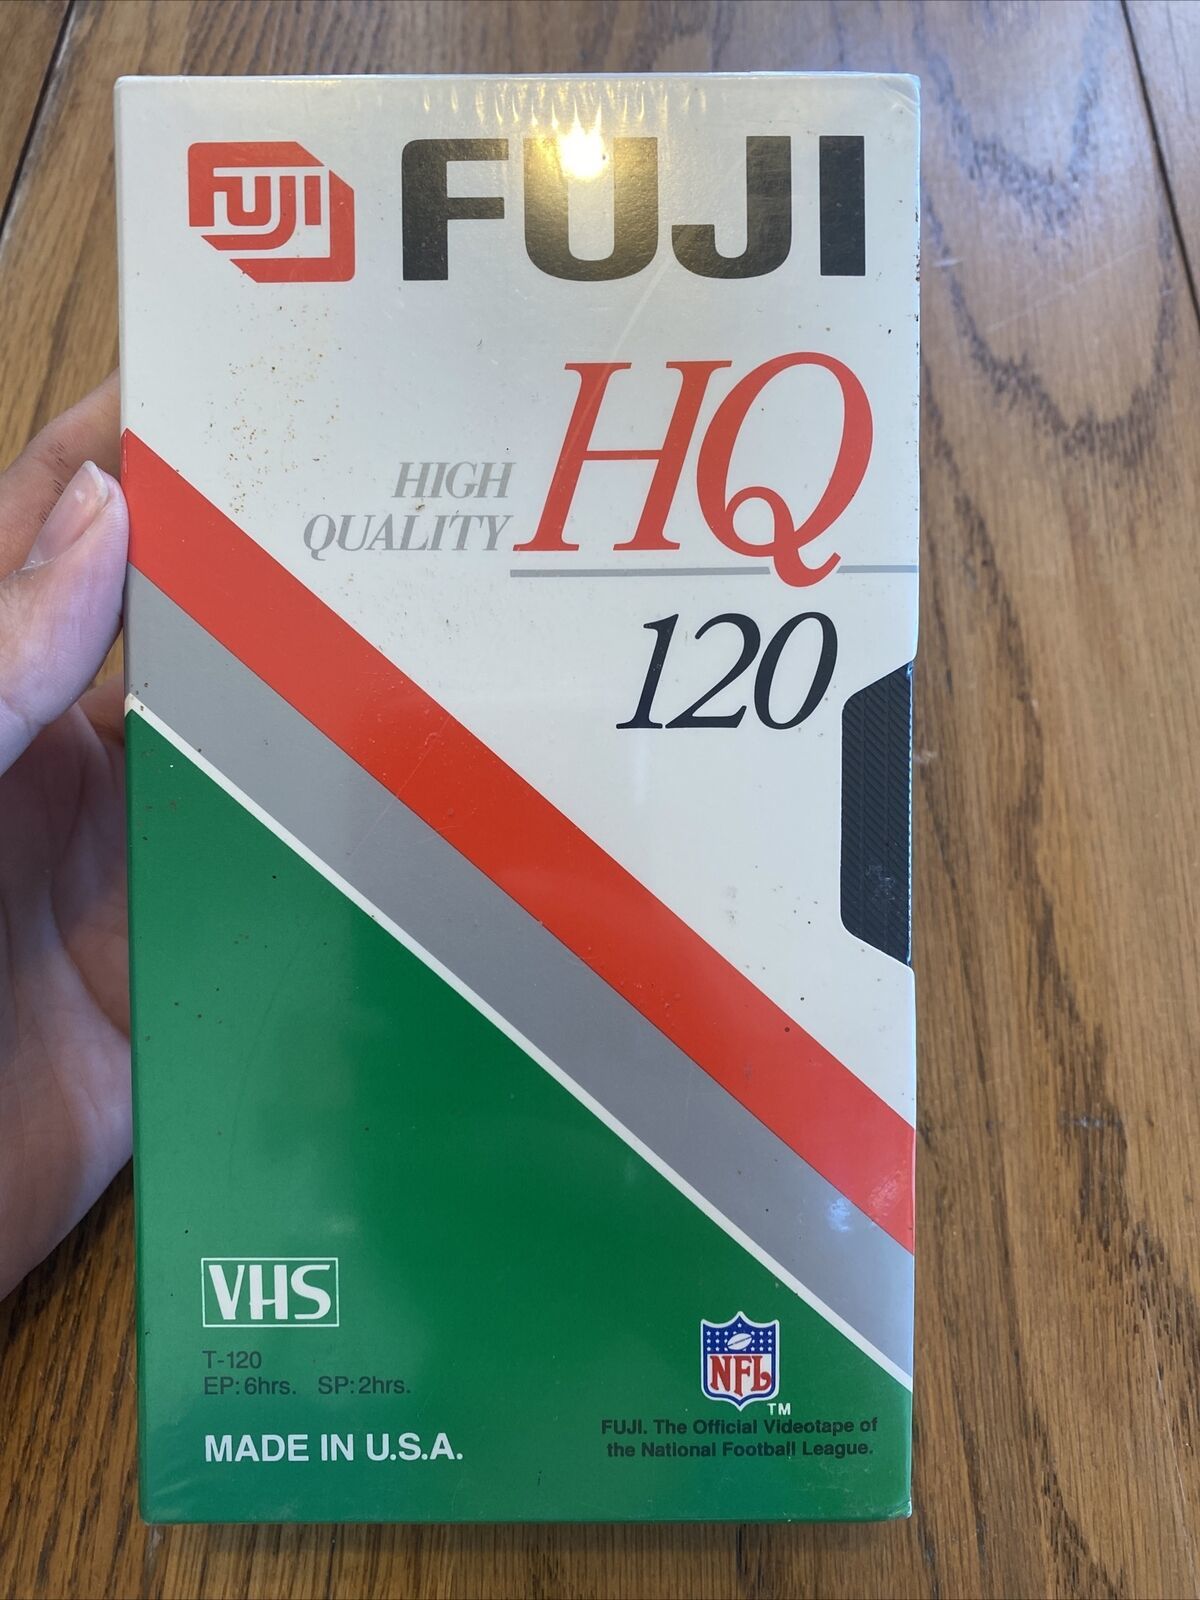 FUJI FUJI
HQ
HIGH
QUALITY
120
VHS
T-120
EP: 6hrs. SP: 2hrs.
MADE IN U.S.A.
NFL
TM
FUJI. The Official Videotape of
the National Football League.